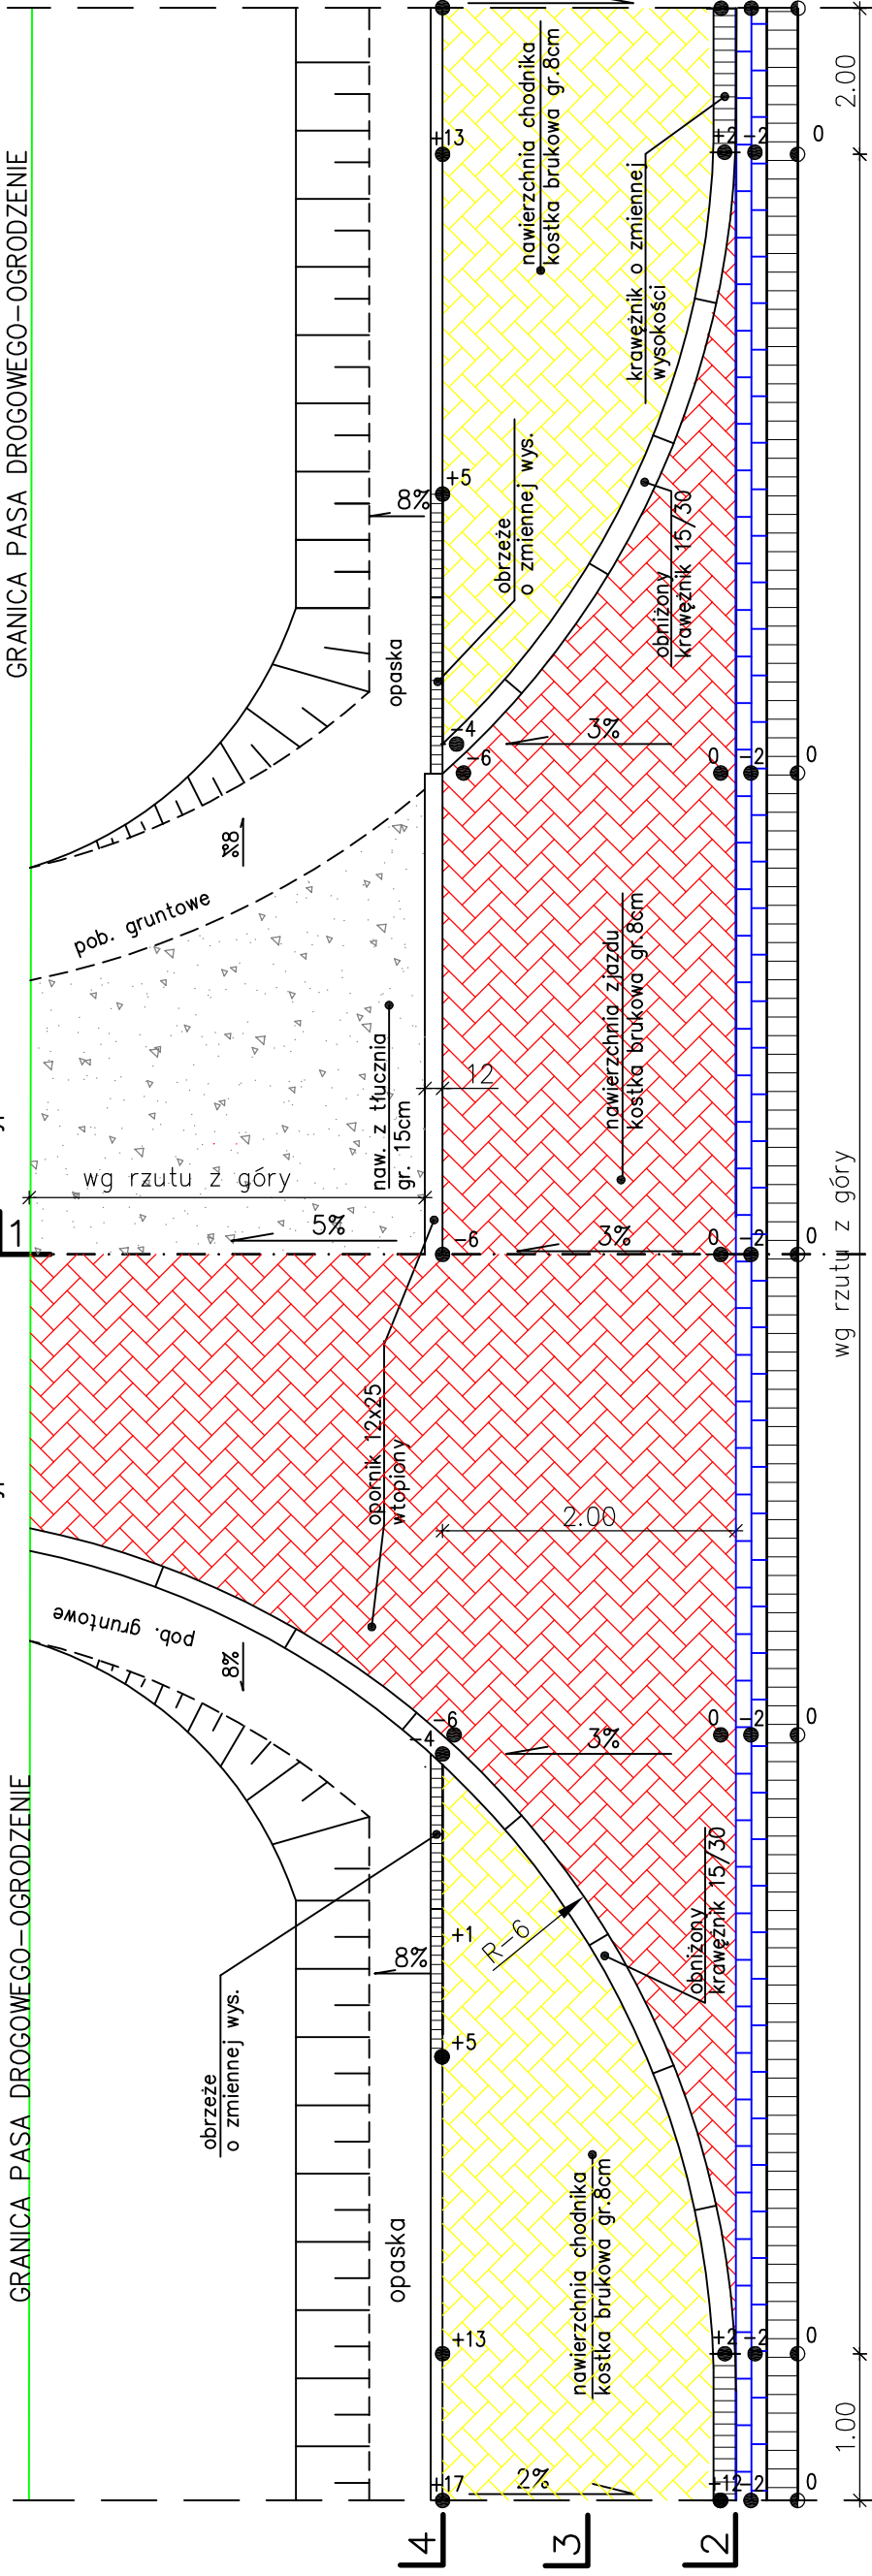 GRANICA PASA DROGOWEGO-OGRODZENIE
GRANICA PASA DROGOWEGO-OGRODZENIE
1
pob. gruntowe
pob. gruntowe
8%
8%
wg rzutu z góry
5%
naw. z tłucznia
gr. 15cm
12
opornik 12x25
wtopiony
obrzeże
o zmiennej wys.
obrzeże
o zmiennej wys.
opaska
opaska
8%
8%
+17
+13
+5
+1
-4
-6
-6
-4
-6
+5
+13
2%
3%
3%
3%
nawierzchnia chodnika
kostka brukowa gr.8cm
nawierzchnia zjazdu
kostka brukowa gr.8cm
nawierzchnia chodnika
kostka brukowa gr.8cm
R-6
2.00
obniżony
krawężnik 15/30
obniżony
krawężnik 15/30
krawężnik o zmiennej
wysokości
+12
-2
0
+2
-2
0
0
-2
0
0
-2
0
0
-2
0
+2
-2
0
1.00
wg rzutu z góry
2.00
4
3
2